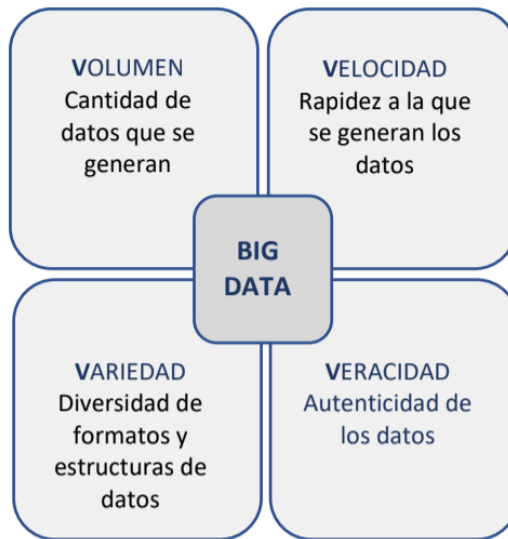 VOLUMEN
Cantidad de
datos que se
generan
VELOCIDAD
Rapidez a la que
se generan los
datos
BIG
DATA
VARIEDAD
Diversidad de
formatos y
estructuras de
datos
VERACIDAD
Autenticidad de
los datos